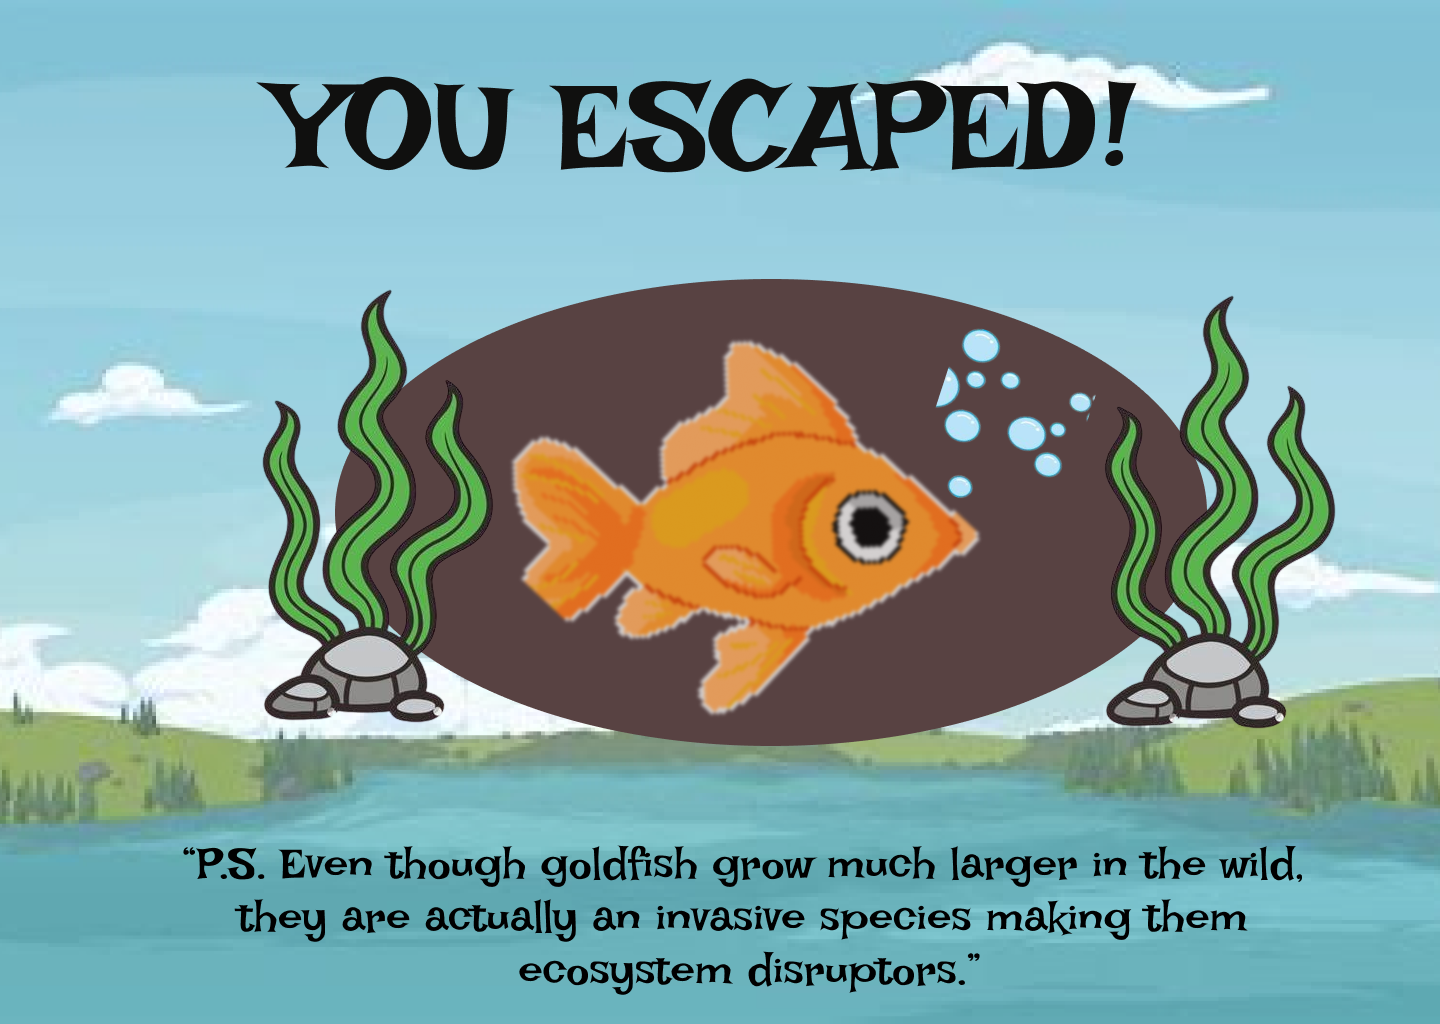 YOU ESCAPED!
“P.S. Even though goldfish grow much larger in the wild,
they are actually an invasive species making them
ecosystem disruptors.”